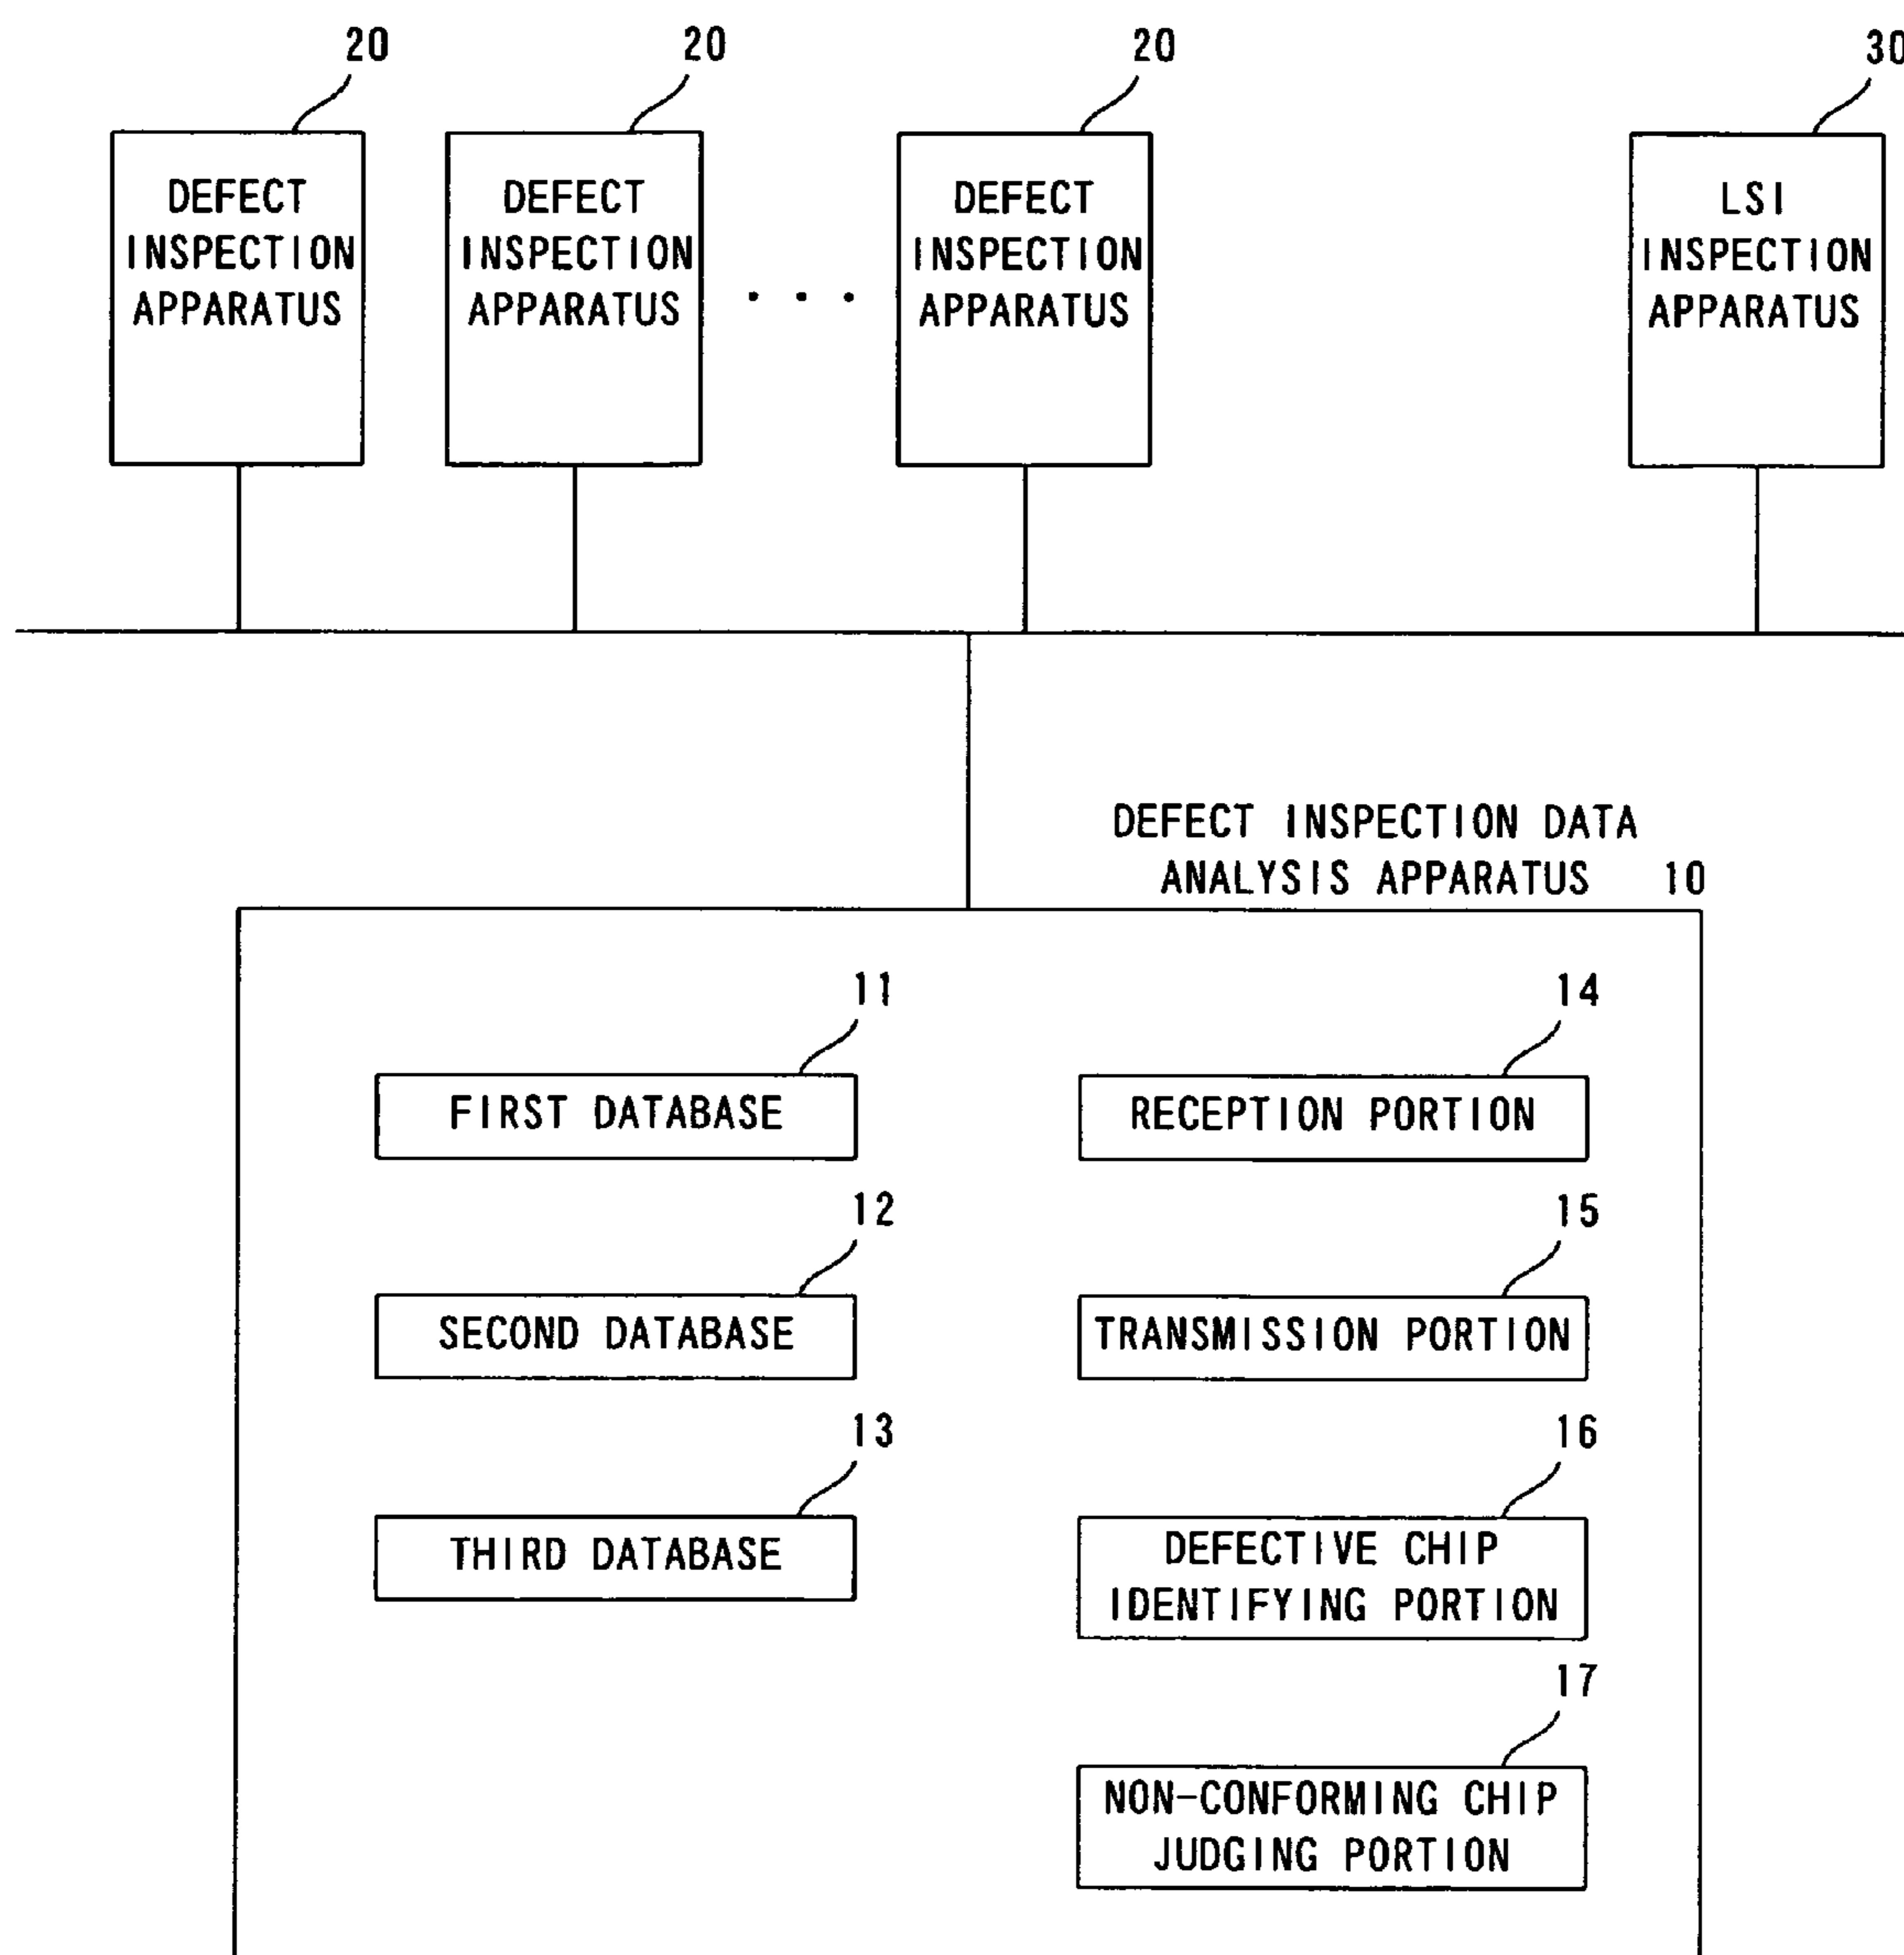 20
20
20
30
DEFECT
INSPECTION
APPARATUS
DEFECT
INSPECTION
APPARATUS
. . .
DEFECT
INSPECTION
APPARATUS
LSI
INSPECTION
APPARATUS
DEFECT INSPECTION DATA
ANALYSIS APPARATUS 10
11
FIRST DATABASE
14
RECEPTION PORTION
12
SECOND DATABASE
15
TRANSMISSION PORTION
13
THIRD DATABASE
16
DEFECTIVE CHIP
IDENTIFYING PORTION
17
NON-CONFORMING CHIP
JUDGING PORTION